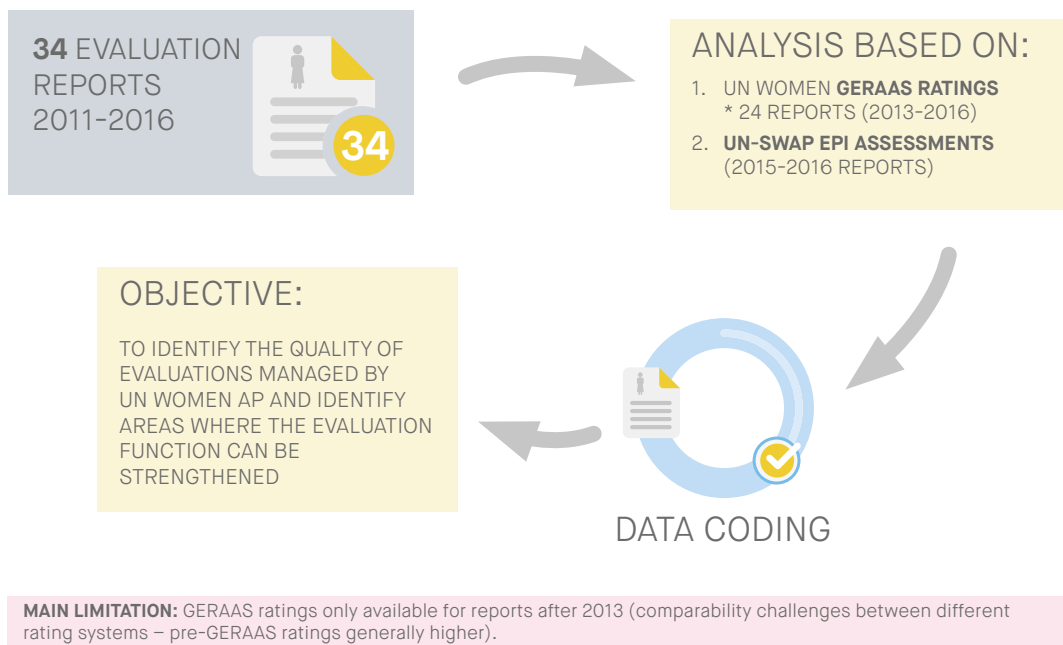 34 EVALUATION
REPORTS
2011-2016
34
ANALYSIS BASED ON:
1. UN WOMEN GERAAS RATINGS
* 24 REPORTS (2013-2016)
2. UN-SWAP EPI ASSESSMENTS
(2015-2016 REPORTS)
DATA CODING
OBJECTIVE:
TO IDENTIFY THE QUALITY OF
EVALUATIONS MANAGED BY
UN WOMEN AP AND IDENTIFY
AREAS WHERE THE EVALUATION
FUNCTION CAN BE
STRENGTHENED
MAIN LIMITATION: GERAAS ratings only available for reports after 2013 (comparability challenges between different
rating systems – pre-GERAAS ratings generally higher).